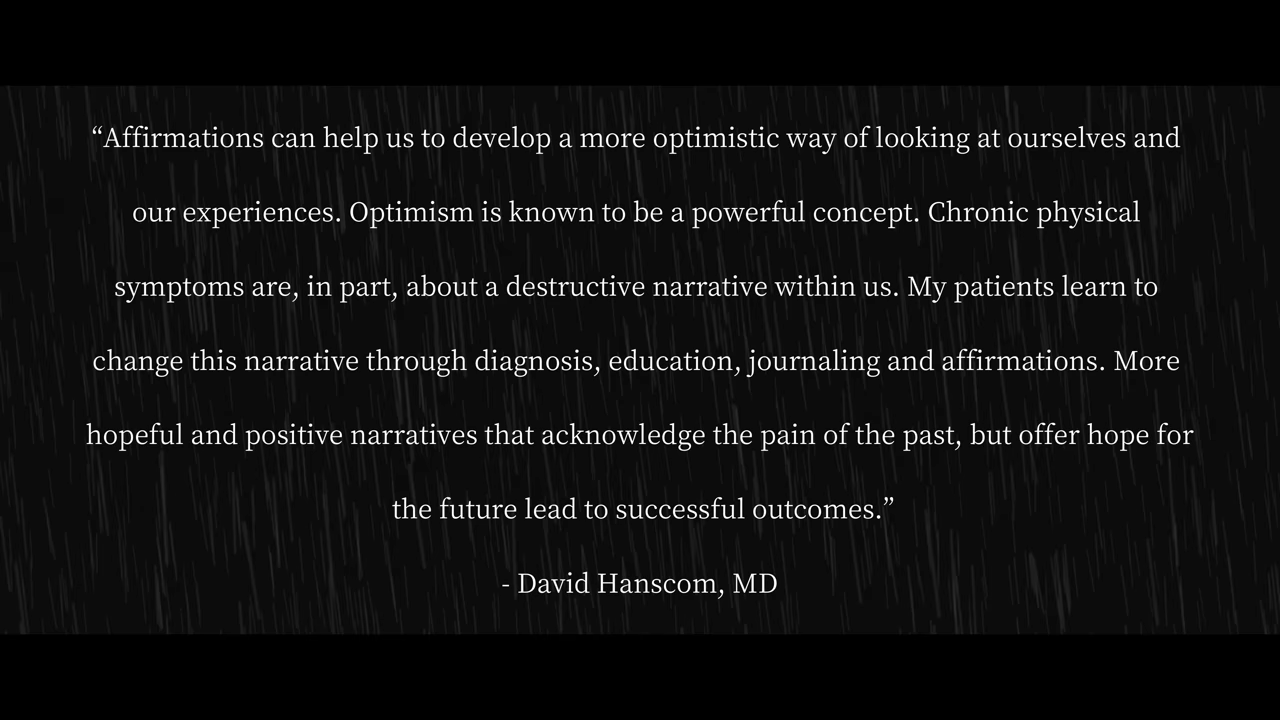 “Affirmations can help us to develop a more optimistic way of looking at ourselves and
our experiences. Optimism is known to be a powerful concept. Chronic physical
symptoms are, in part, about a destructive narrative within us. My patients learn to
change this narrative through diagnosis, education, journaling and affirmations. More
hopeful and positive narratives that acknowledge the pain of the past, but offer hope for
the future lead to successful outcomes.”
- David Hanscom, MD